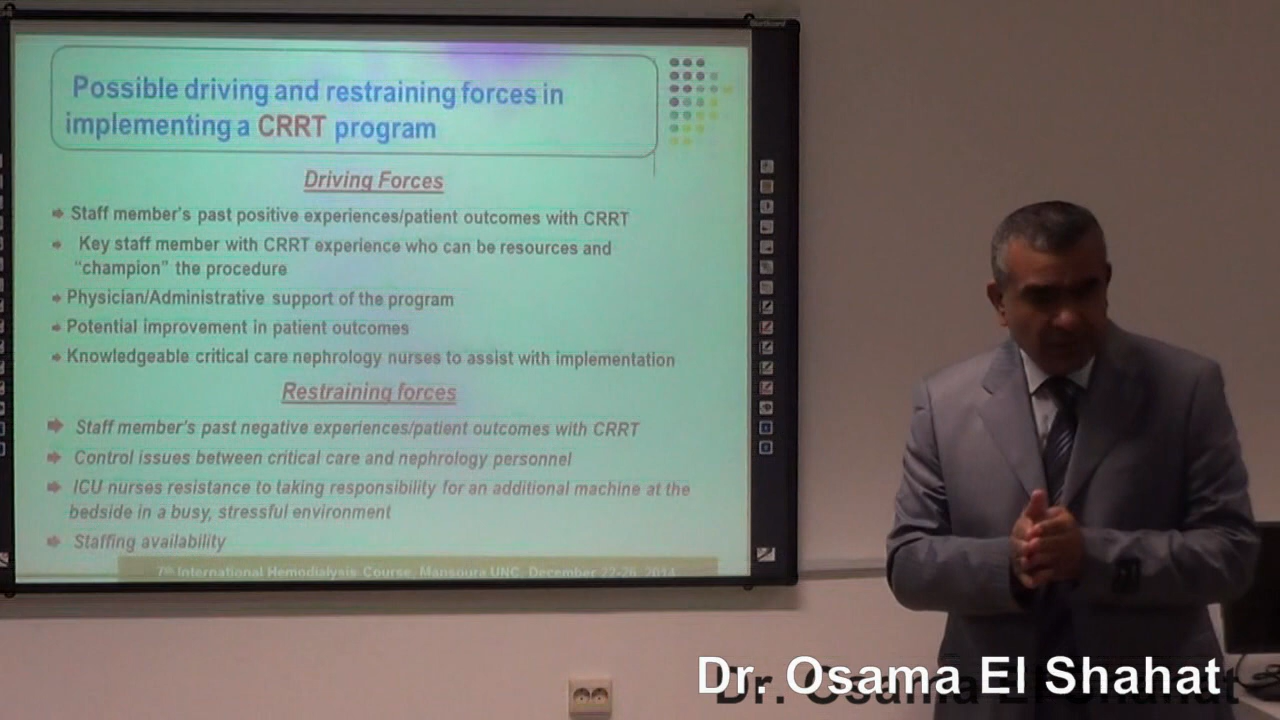 Possible driving and restraining forces in
implementing a CRRT program
Driving Forces
Staff member's past positive experiences/patient outcomes with CRRT
Key staff member with CRRT experience who can be resources and
“champion” the procedure
Physician/Administrative support of the program
Potential improvement in patient outcomes
Knowledgeable critical care nephrology nurses to assist with implementation
Restraining forces
Staff member's past negative experiences/patient outcomes with CRRT
Control issues between critical care and nephrology personnel
ICU nurses resistance to taking responsibility for an additional machine at the
bedside in a busy, stressful environment
Staffing availability
7th International Hemodialysis Course, Mansoura UNC, December 22-26, 2014
Dr. Osama El Shahat